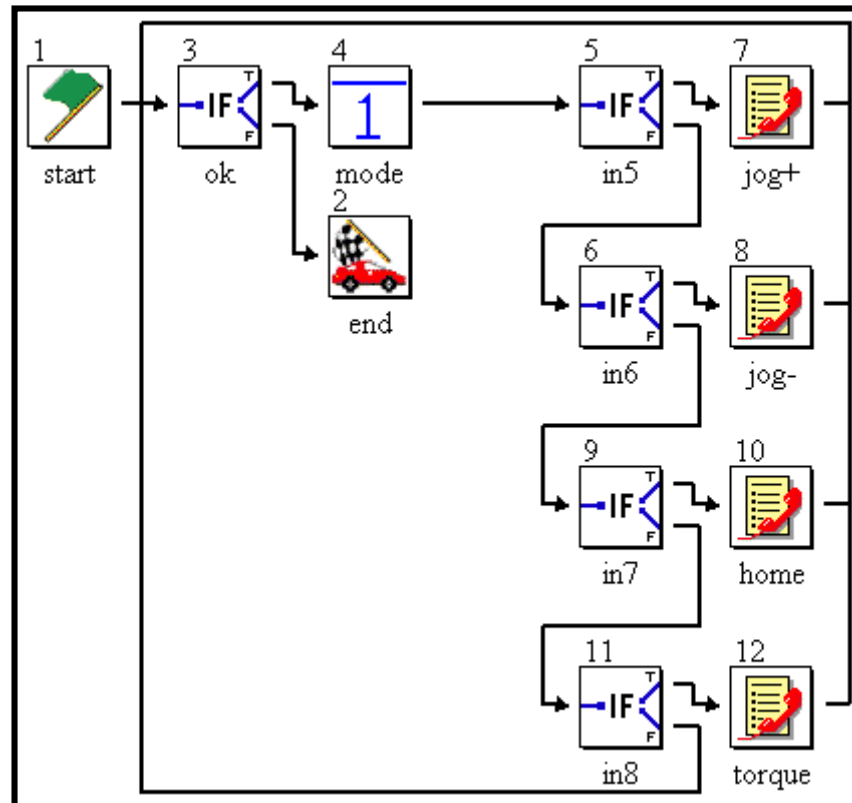 1 3 4 5 7
T T
IF 1 IF
F F
start ok mode in5 jog+
2 6 8
T
IF
F
end in6 jog-
9 10
T
IF
F
in7 home
11 12
T
IF
F
in8 torque